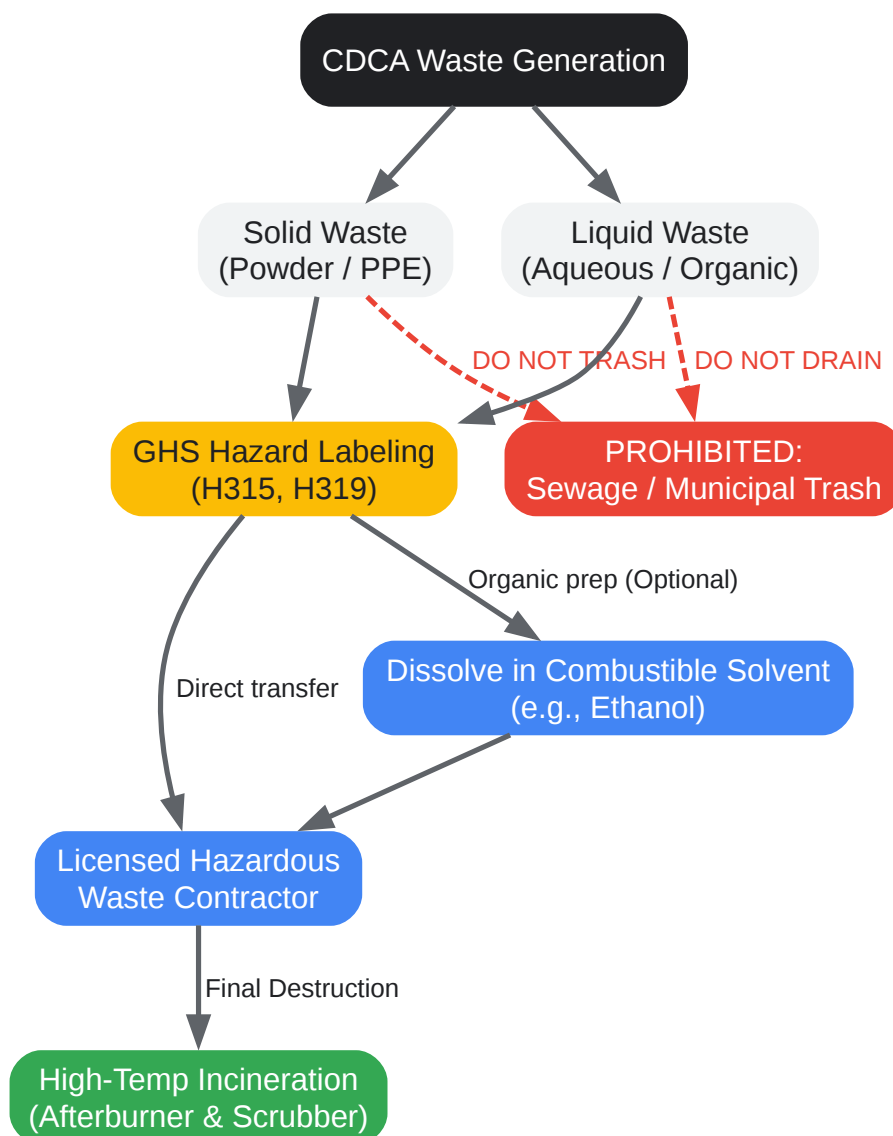 CDCA Waste Generation
Solid Waste
(Powder / PPE)
Liquid Waste
(Aqueous / Organic)
DO NOT TRASH
DO NOT DRAIN
GHS Hazard Labeling
(H315, H319)
PROHIBITED:
Sewage / Municipal Trash
Organic prep (Optional)
Dissolve in Combustible Solvent
(e.g., Ethanol)
Direct transfer
Licensed Hazardous
Waste Contractor
Final Destruction
High-Temp Incineration
(Afterburner & Scrubber)